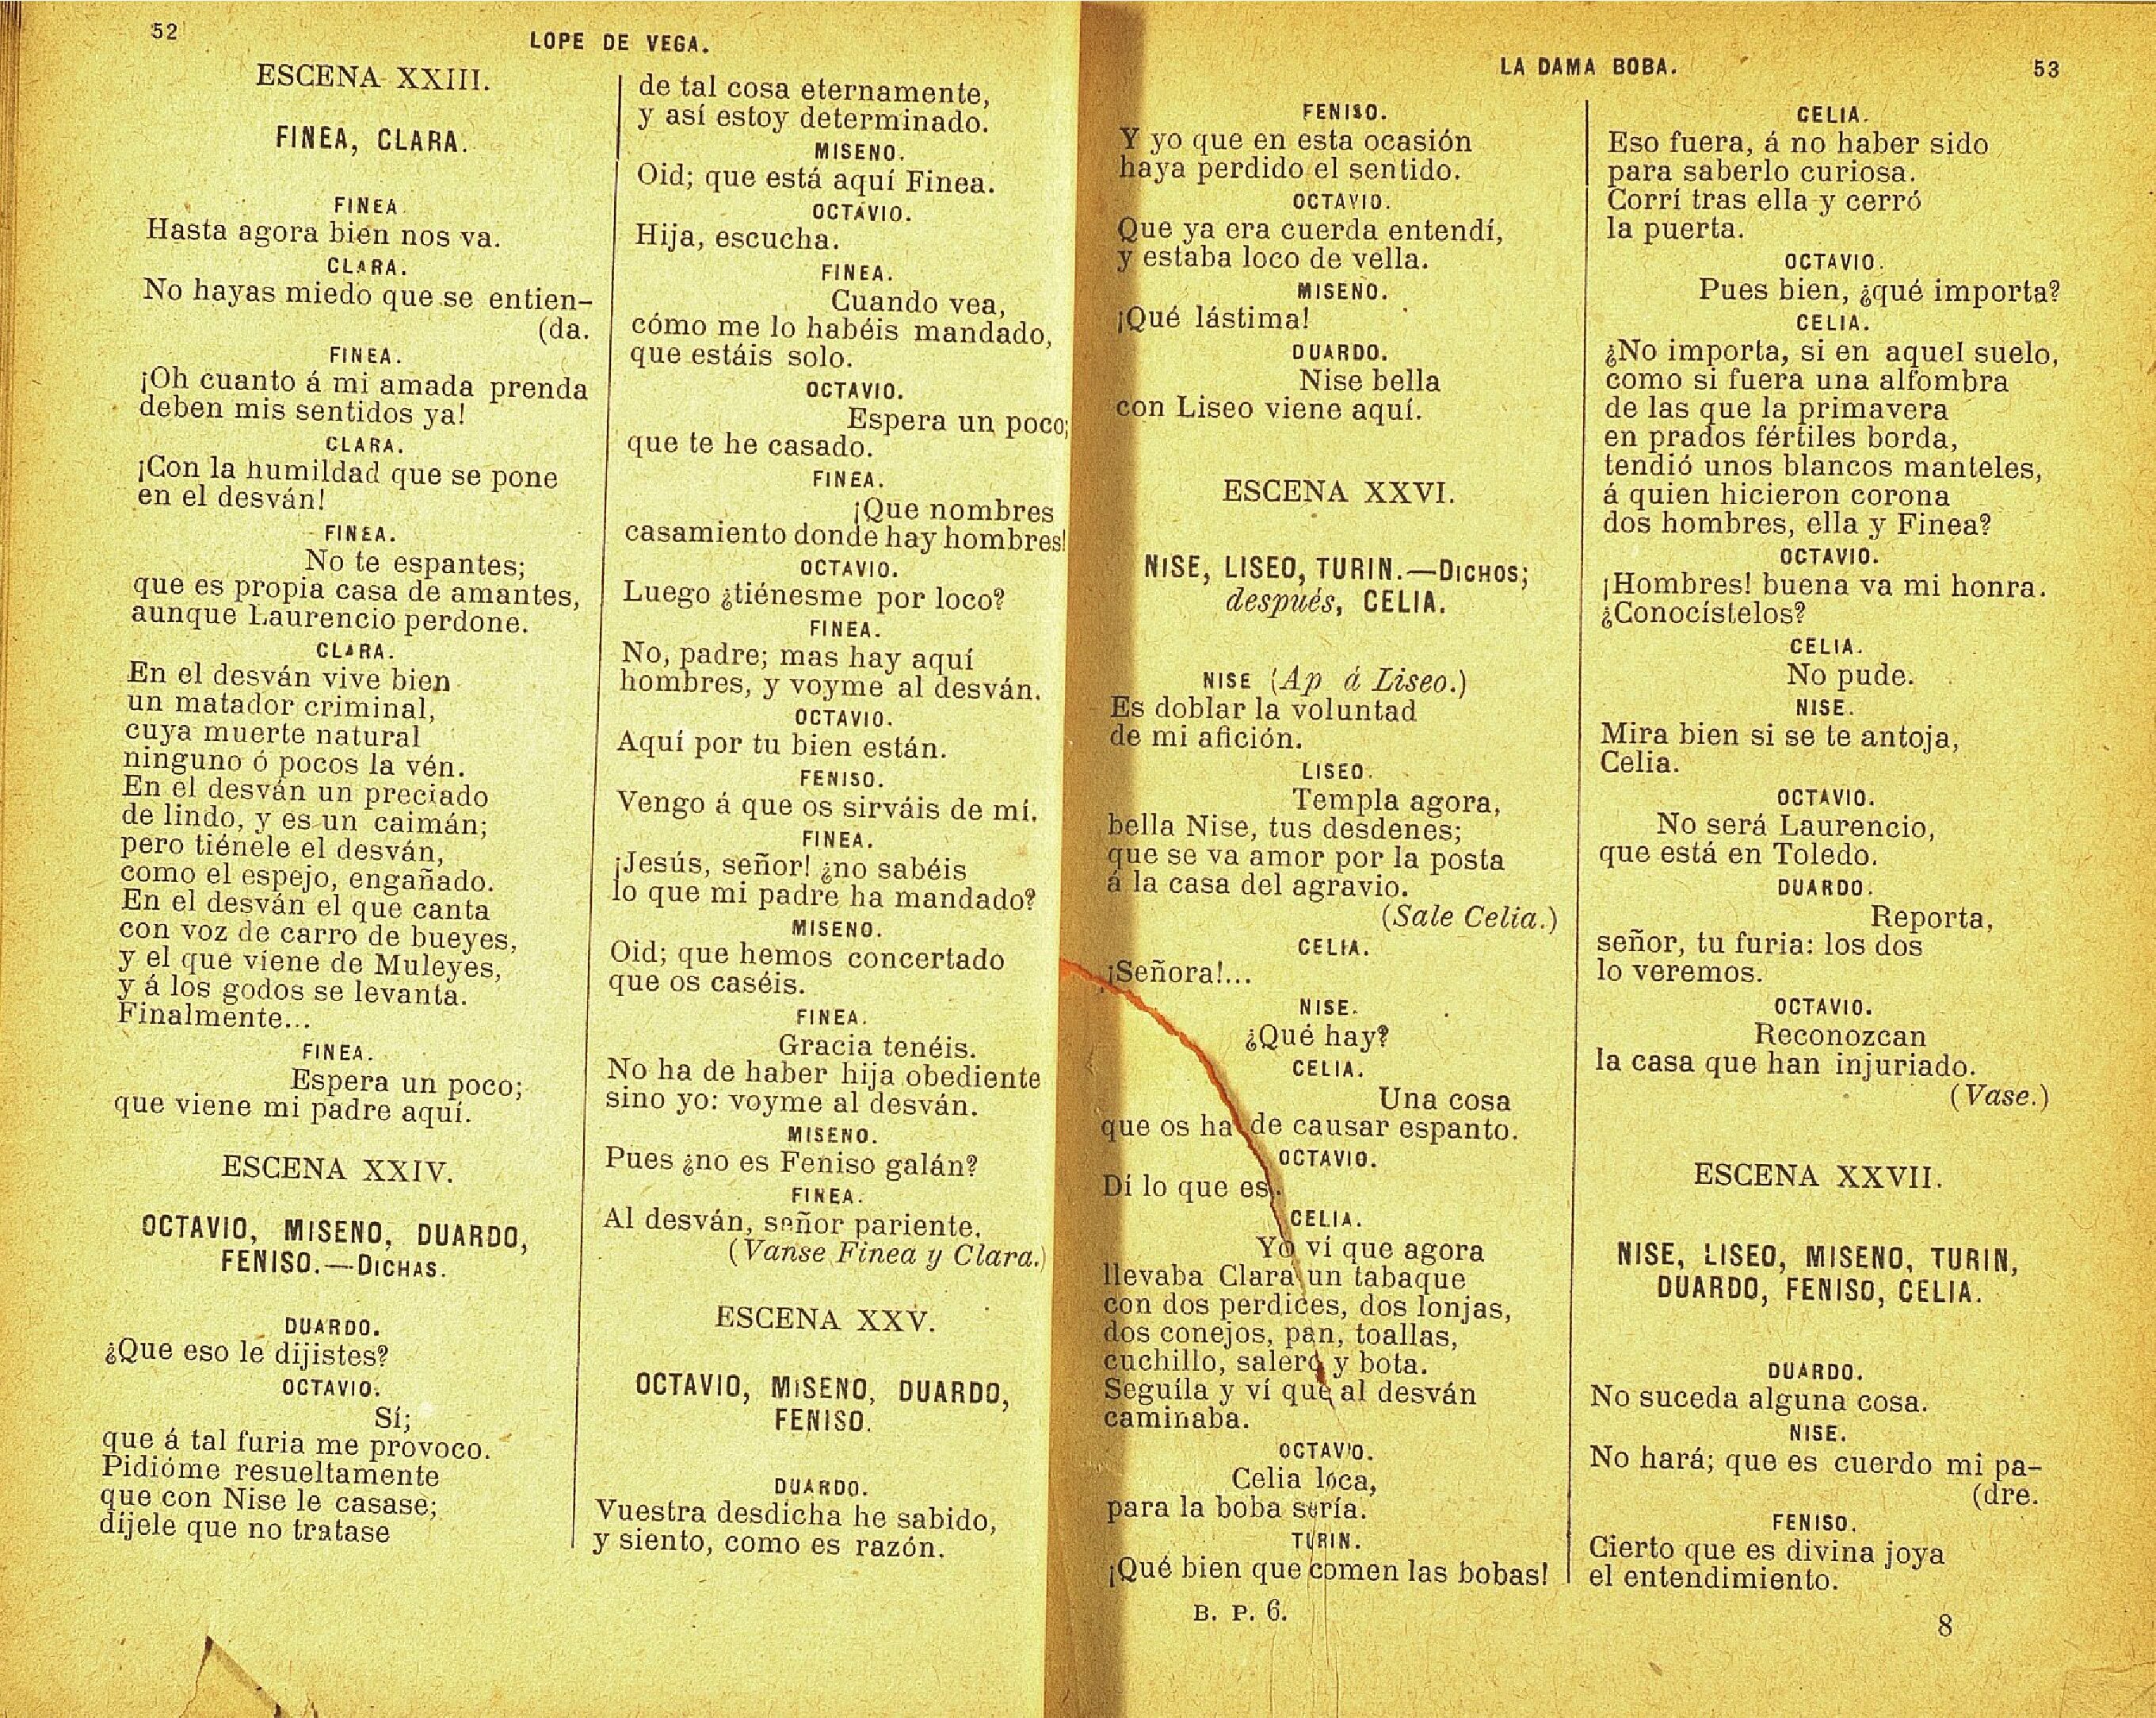 52
LOPE DE VEGA.
ESCENA XXIII.
FINEA, CLARA.
FINEA
Hasta agora bien nos va.
CLARA.
No hayas miedo que se entien-
(da.
FINEA.
¡Oh cuanto á mi amada prenda
deben mis sentidos ya!
CLARA.
¡Con la humildad que se pone
en el desván!
FINEA.
No te espantes;
que es propia casa de amantes,
aunque Laurencio perdone.
CLARA.
En el desván vive bien
un matador criminal,
cuya muerte natural
ninguno ó pocos la vén.
En el desván un preciado
de lindo, y es un caimán;
pero tiénele el desván,
como el espejo, engañado.
En el desván el que canta
con voz de carro de bueyes,
y el que viene de Muleyes,
y á los godos se levanta.
Finalmente...
FINEA.
Espera un poco;
que viene mi padre aquí.
ESCENA XXIV.
OCTAVIO, MISENO, DUARDO,
FENISO.—DICHAS.
DUARDO.
¿Que eso le dijistes?
OCTAVIO.
Sí;
que á tal furia me provoco.
Pidióme resueltamente
que con Nise le casase;
díjele que no tratase
de tal cosa eternamente,
y así estoy determinado.
MISENO.
Oid; que está aquí Finea.
OCTAVIO.
Hija, escucha.
FINEA.
Cuando vea,
cómo me lo habéis mandado,
que estáis solo.
OCTAVIO.
Espera un poco;
que te he casado.
FINEA.
¡Que nombres
casamiento donde hay hombres!
OCTAVIO.
Luego ¿tiénesme por loco?
FINEA.
No, padre; mas hay aquí
hombres, y voyme al desván.
OCTAVIO.
Aquí por tu bien están.
FENISO.
Vengo á que os sirváis de mí.
FINEA.
¡Jesús, señor! ¿no sabéis
lo que mi padre ha mandado?
MISENO.
Oid; que hemos concertado
que os caséis.
FINEA.
Gracia tenéis.
No ha de haber hija obediente
sino yo: voyme al desván.
MISENO.
Pues ¿no es Feniso galán?
FINEA.
Al desván, señor pariente.
(Vanse Finea y Clara.)
ESCENA XXV.
OCTAVIO, MISENO, DUARDO,
FENISO.
DUARDO.
Vuestra desdicha he sabido,
y siento, como es razón.
LA DAMA BOBA.
53
FENISO.
Y yo que en esta ocasión
haya perdido el sentido.
OCTAVIO.
Que ya era cuerda entendí,
y estaba loco de vella.
MISENO.
¡Qué lástima!
DUARDO.
Nise bella
con Liseo viene aquí.
ESCENA XXVI.
NISE, LISEO, TURIN.—DICHOS;
después, CELIA.
NISE (Ap á Liseo.)
Es doblar la voluntad
de mi afición.
LISEO.
Templa agora,
bella Nise, tus desdenes;
que se va amor por la posta
á la casa del agravio.
(Sale Celia.)
CELIA.
¡Señora!...
NISE.
¿Qué hay?
CELIA.
Una cosa
que os ha de causar espanto.
OCTAVIO.
Dí lo que es.
CELIA.
Yo ví que agora
llevaba Clara un tabaque
con dos perdices, dos lonjas,
dos conejos, pan, toallas,
cuchillo, salero y bota.
Seguíla y ví que al desván
caminaba.
OCTAVIO.
Celia loca,
para la boba sería.
TURIN.
¡Qué bien que comen las bobas!
B. P. 6.
CELIA.
Eso fuera, á no haber sido
para saberlo curiosa.
Corrí tras ella y cerró
la puerta.
OCTAVIO.
Pues bien, ¿qué importa?
CELIA.
¿No importa, si en aquel suelo,
como si fuera una alfombra
de las que la primavera
en prados fértiles borda,
tendió unos blancos manteles,
á quien hicieron corona
dos hombres, ella y Finea?
OCTAVIO.
¡Hombres! buena va mi honra.
¿Conocístelos?
CELIA.
No pude.
NISE.
Mira bien si se te antoja,
Celia.
OCTAVIO.
No será Laurencio,
que está en Toledo.
DUARDO.
Reporta,
señor, tu furia: los dos
lo veremos.
OCTAVIO.
Reconozcan
la casa que han injuriado.
(Vase.)
ESCENA XXVII.
NISE, LISEO, MISENO, TURIN,
DUARDO, FENISO, CELIA.
DUARDO.
No suceda alguna cosa.
NISE.
No hará; que es cuerdo mi pa-
(dre.
FENISO.
Cierto que es divina joya
el entendimiento.
8